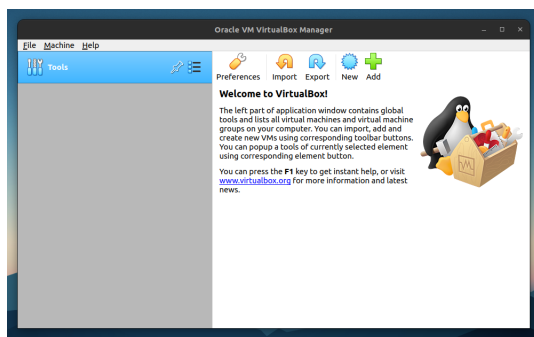 Oracle VM VirtualBox Manager
File Machine Help
Tools
Preferences Import Export New Add
Welcome to VirtualBox!
The left part of application window contains global
tools and lists all virtual machines and virtual machine
groups on your computer. You can import, add and
create new VMs using corresponding toolbar buttons.
You can popup a tools of currently selected element
using corresponding element button.
You can press the F1 key to get instant help, or visit
www.virtualbox.org for more information and latest
news.